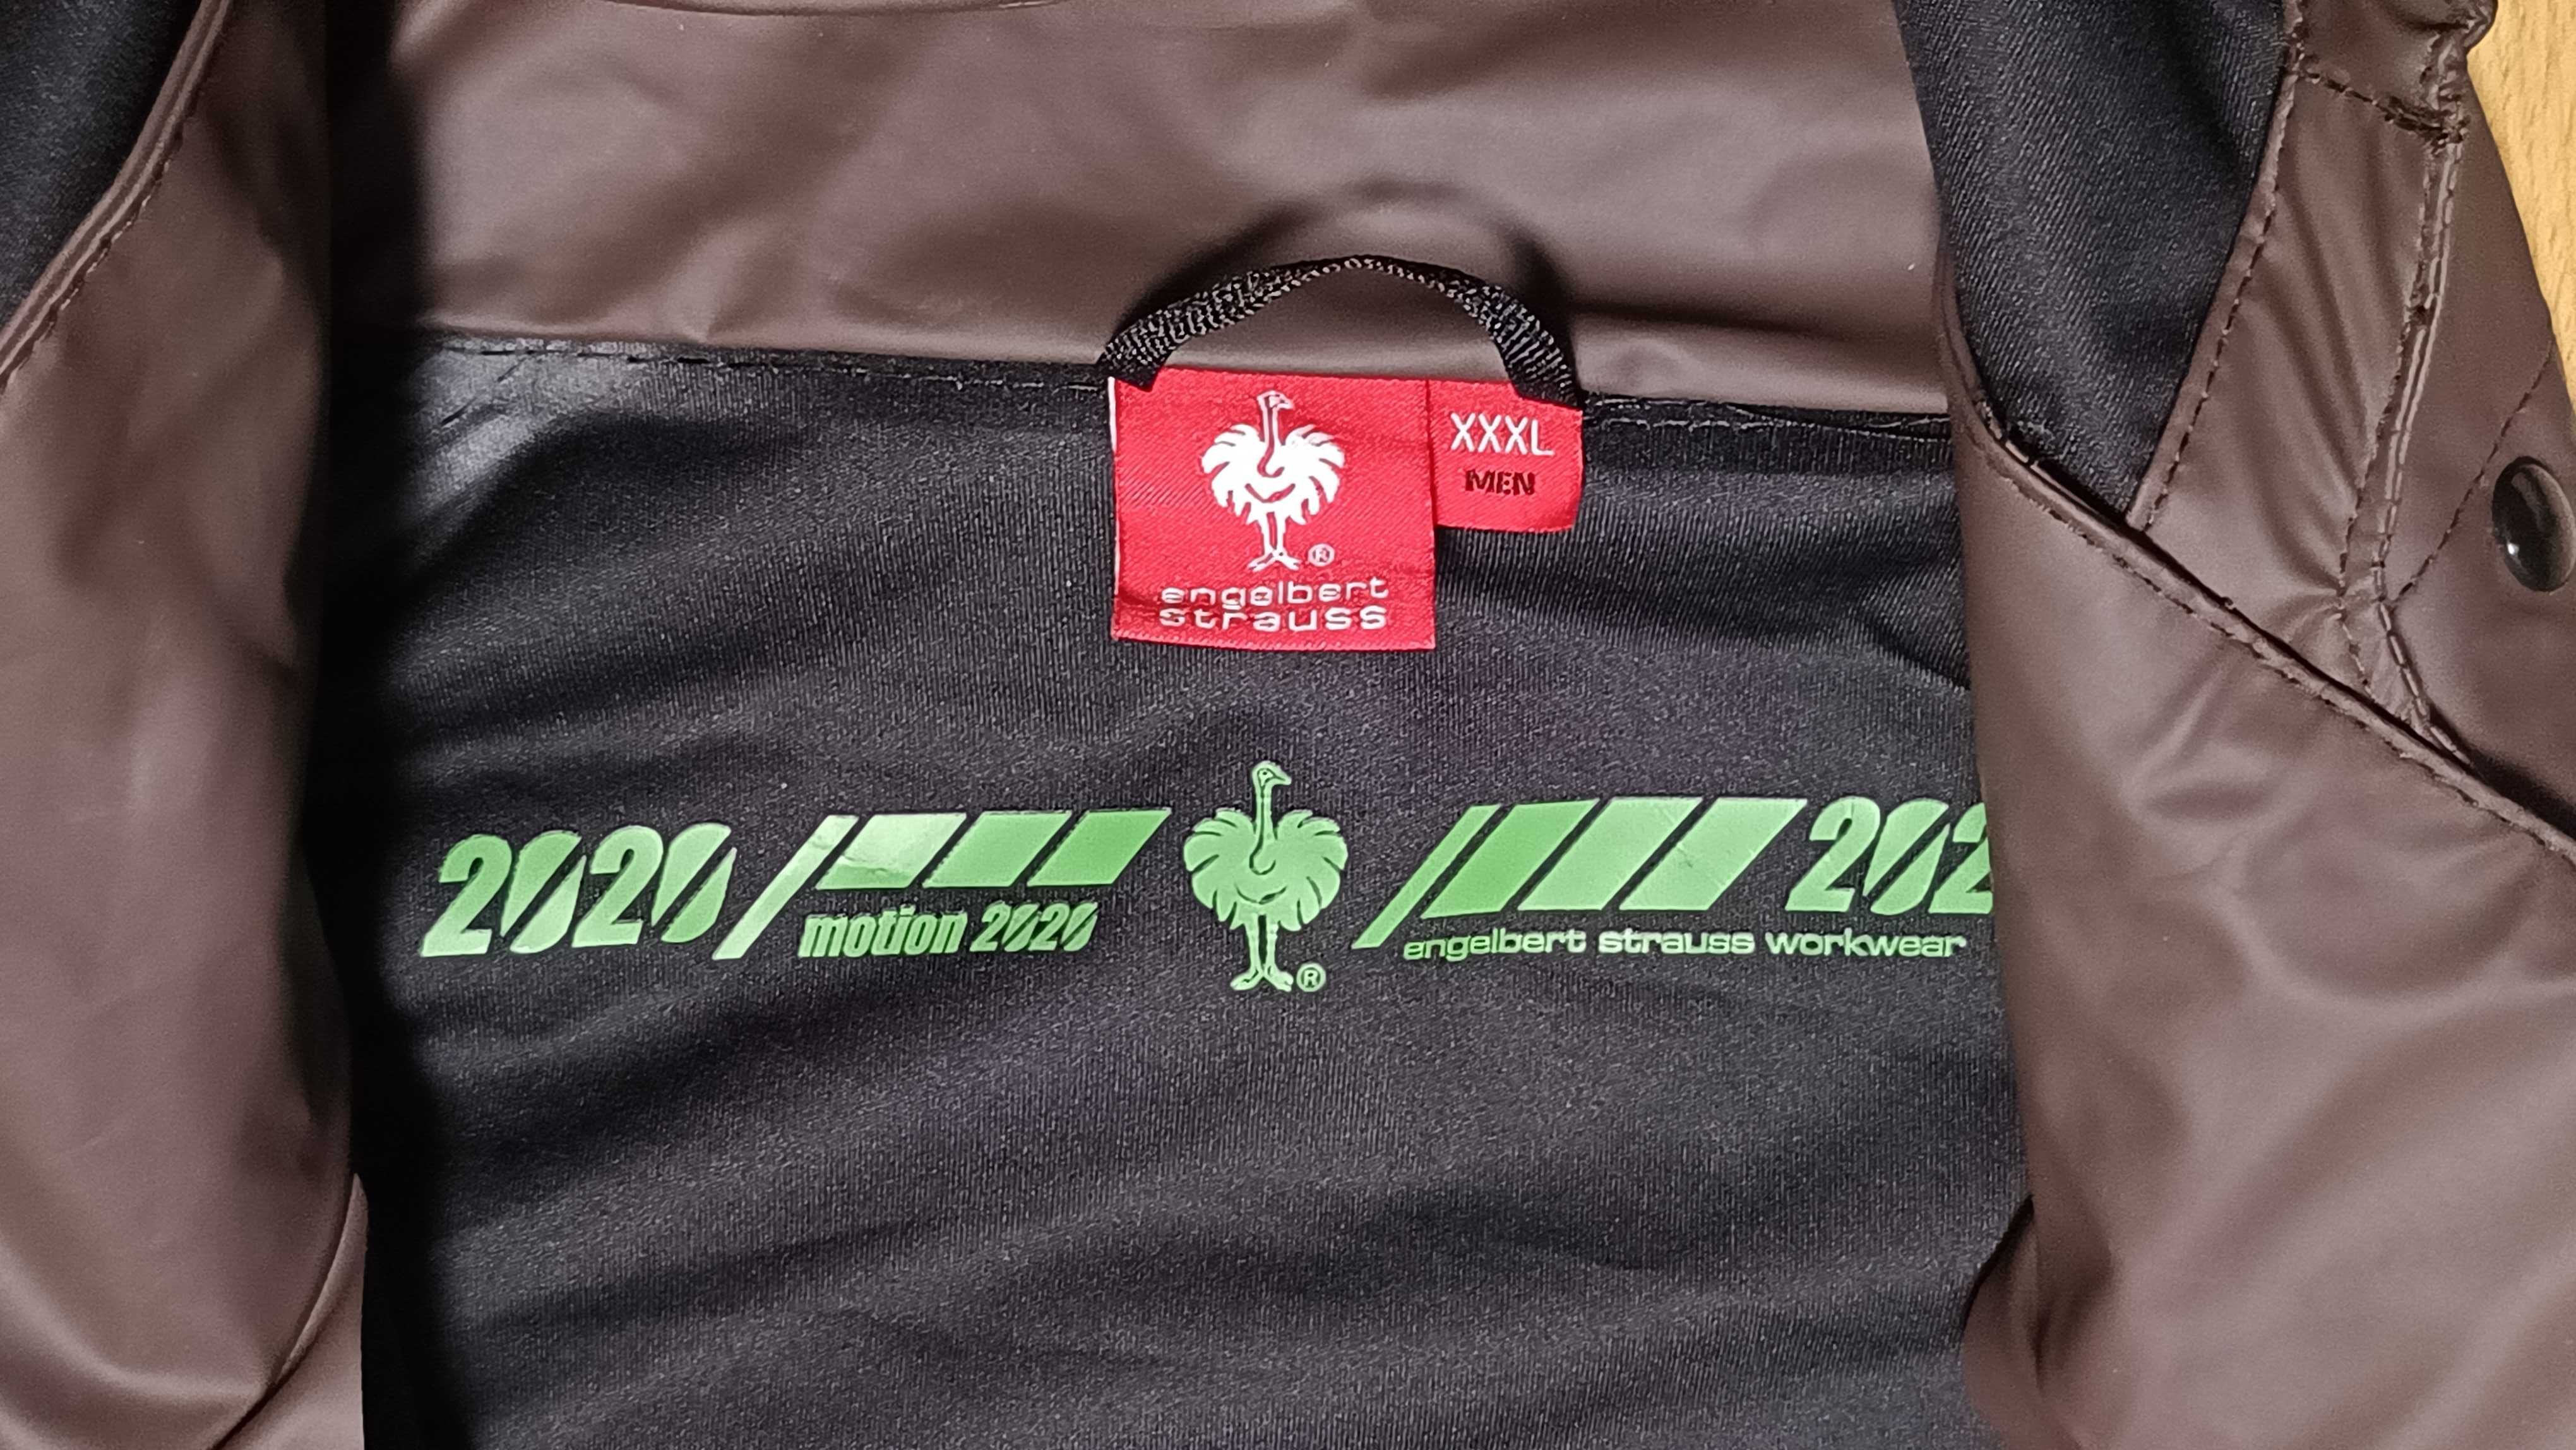 XXXL
MEN
®
engelbert
strauss
2020
motion 2020
®
202
engelbert strauss workwear